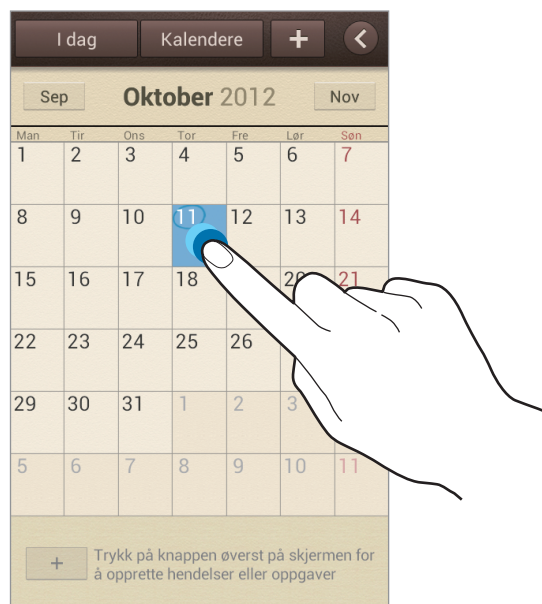 I dag Kalendere +
Sep Oktober 2012 Nov
Man Tir Ons Tor Fre Lør Søn
1 2 3 4 5 6 7
8 9 10 11 12 13 14
15 16 17 18 20 21
22 23 24 25 26
29 30 31 1 2 3
5 6 7 8 9 10 11
+ Trykk på knappen øverst på skjermen for
å opprette hendelser eller oppgaver